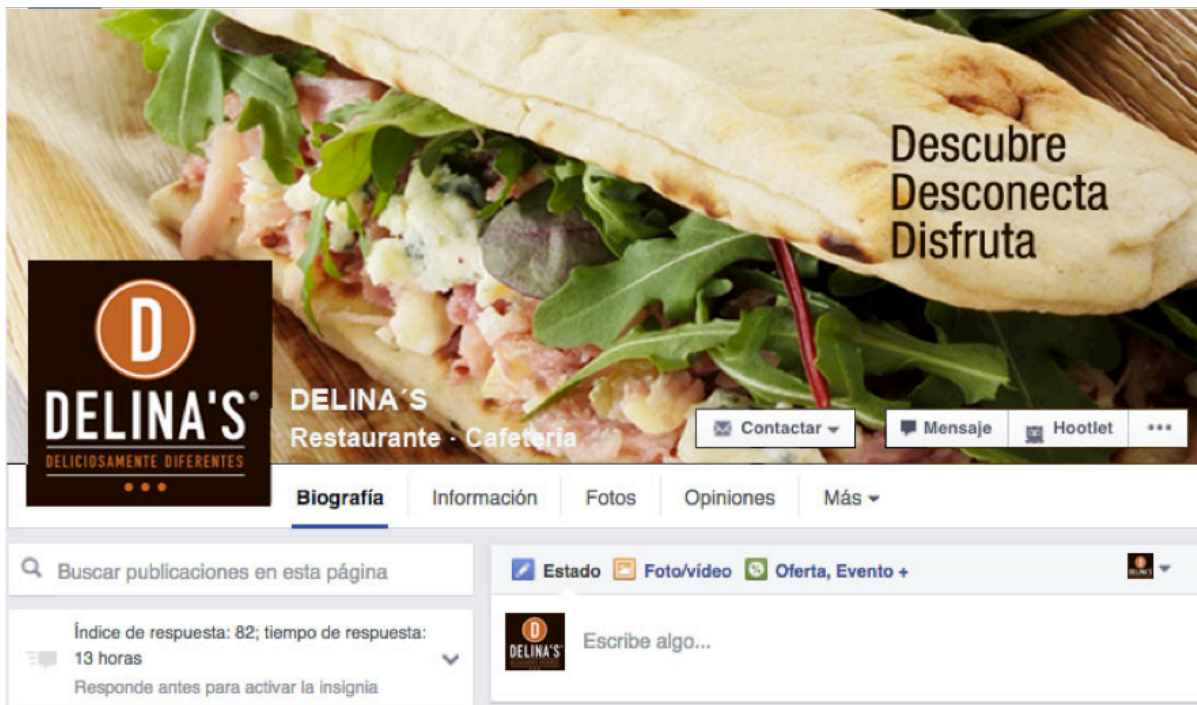 Descubre
Desconecta
Disfruta
D
DELINA'S®
DELICIOSAMENTE DIFERENTES
DELINA´S
Restaurante · Cafetería
Contactar
Mensaje
Hootlet
Biografía
Información
Fotos
Opiniones
Más
Buscar publicaciones en esta página
Índice de respuesta: 82; tiempo de respuesta:
13 horas
Responde antes para activar la insignia
Estado
Foto/vídeo
Oferta, Evento +
D
DELINA'S
Escribe algo...